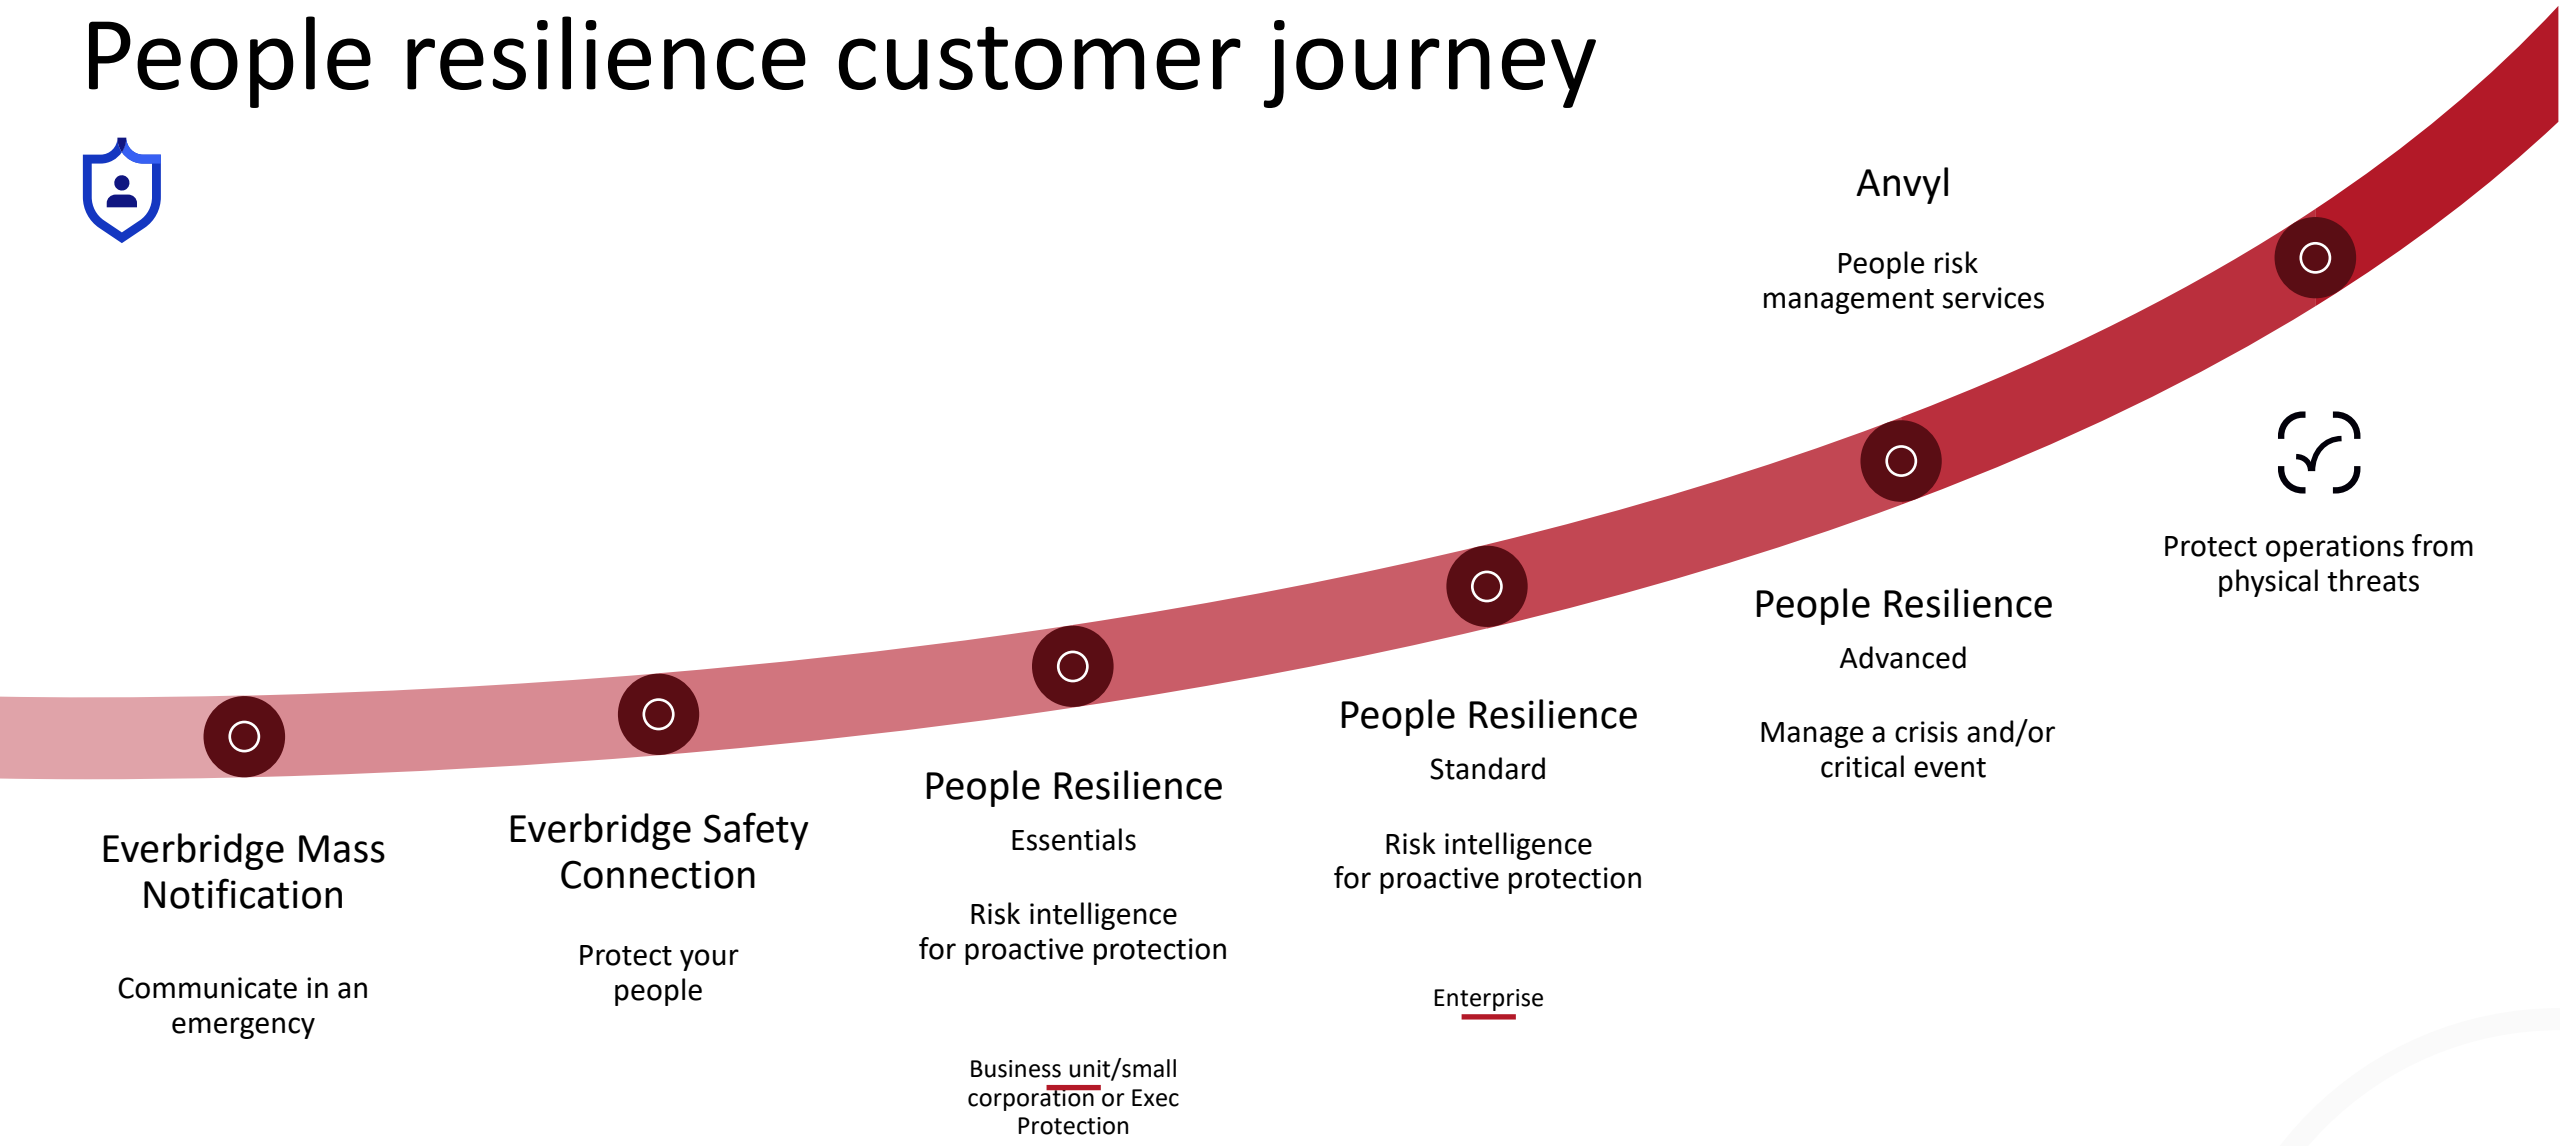 People resilience customer journey
Everbridge Mass
Notification
Communicate in an
emergency
Everbridge Safety
Connection
Protect your
people
People Resilience
Essentials
Risk intelligence
for proactive protection
Business unit/small
corporation or Exec
Protection
People Resilience
Standard
Risk intelligence
for proactive protection
Enterprise
Anvyl
People risk
management services
People Resilience
Advanced
Manage a crisis and/or
critical event
Protect operations from
physical threats